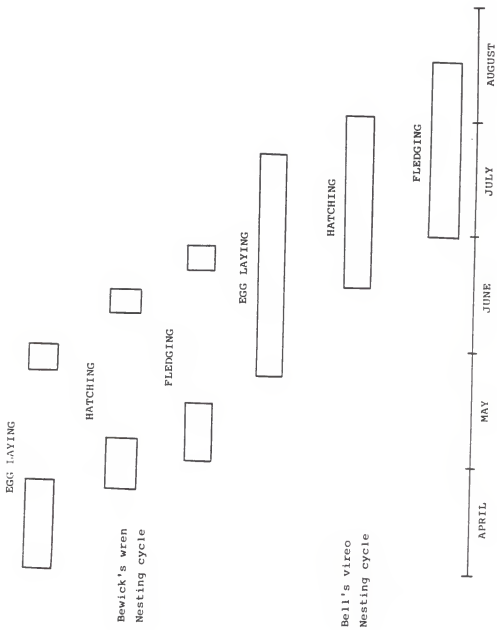 EGG LAYING
HATCHING
FLEDGING
Bewick's wren
Nesting cycle
EGG LAYING
HATCHING
FLEDGING
Bell's vireo
Nesting cycle
APRIL
MAY
JUNE
JULY
AUGUST